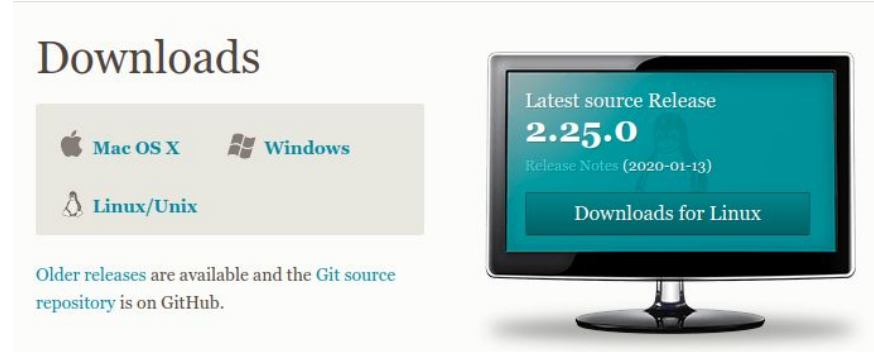 Downloads
Mac OS X
Windows
Linux/Unix
Older releases are available and the Git source
repository is on GitHub.
Latest source Release
2.25.0
Release Notes (2020-01-13)
Downloads for Linux